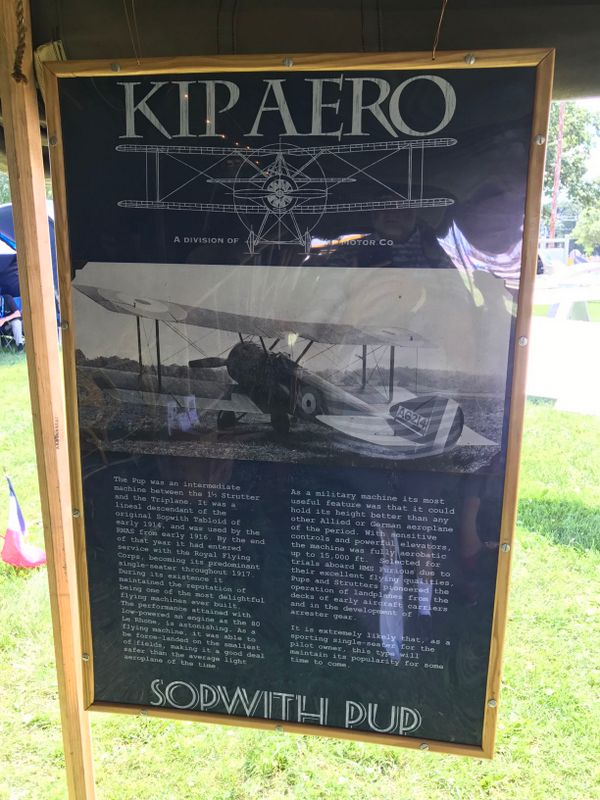 KIP AERO
A DIVISION OF
MOTOR CO
The Pup was an intermediate
machine between the 1½ Strutter
and the Triplane. It was a
lineal descendant of the
original Sopwith Tabloid of
early 1914, and was used by the
RNAS from early 1916. By the end
of that year it had entered
service with the Royal Flying
Corps, becoming its predominant
single-seater throughout 1917.
During its existence it
maintained the reputation of
being one of the most delightful
flying machines ever built.
The performance attained with so
low-powered an engine as the 80
Le Rhone, is astonishing. As a
flying machine, it was able to
be force-landed on the smallest
of fields, making it a good deal
safer than the average light
aeroplane of the time
As a military machine its most
useful feature was that it could
hold its height better than any
other Allied or German aeroplane
of the period. With sensitive
controls and powerful elevators,
the machine was fully aerobatic
up to 15,000 ft. Selected for
trials aboard HMS Furious due to
their excellent flying qualities,
Pups and Strutters pioneered the
operation of landplanes from the
decks of early aircraft carriers
and in the development of
arrester gear.
It is extremely likely that, as a
sporting single-seater for the
pilot owner, this type will
maintain its popularity for some
time to come.
SOPWITH PUP